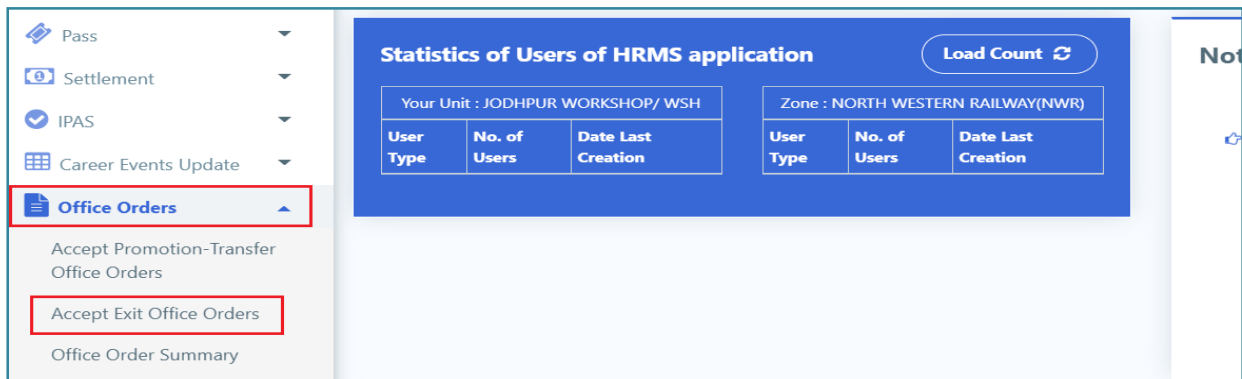 Pass
Settlement
IPAS
Career Events Update
Office Orders
Accept Promotion-Transfer
Office Orders
Accept Exit Office Orders
Office Order Summary
Statistics of Users of HRMS application
Load Count
Your Unit : JODHPUR WORKSHOP/ WSH
User Type
No. of Users
Date Last Creation
Zone : NORTH WESTERN RAILWAY(NWR)
User Type
No. of Users
Date Last Creation
Not